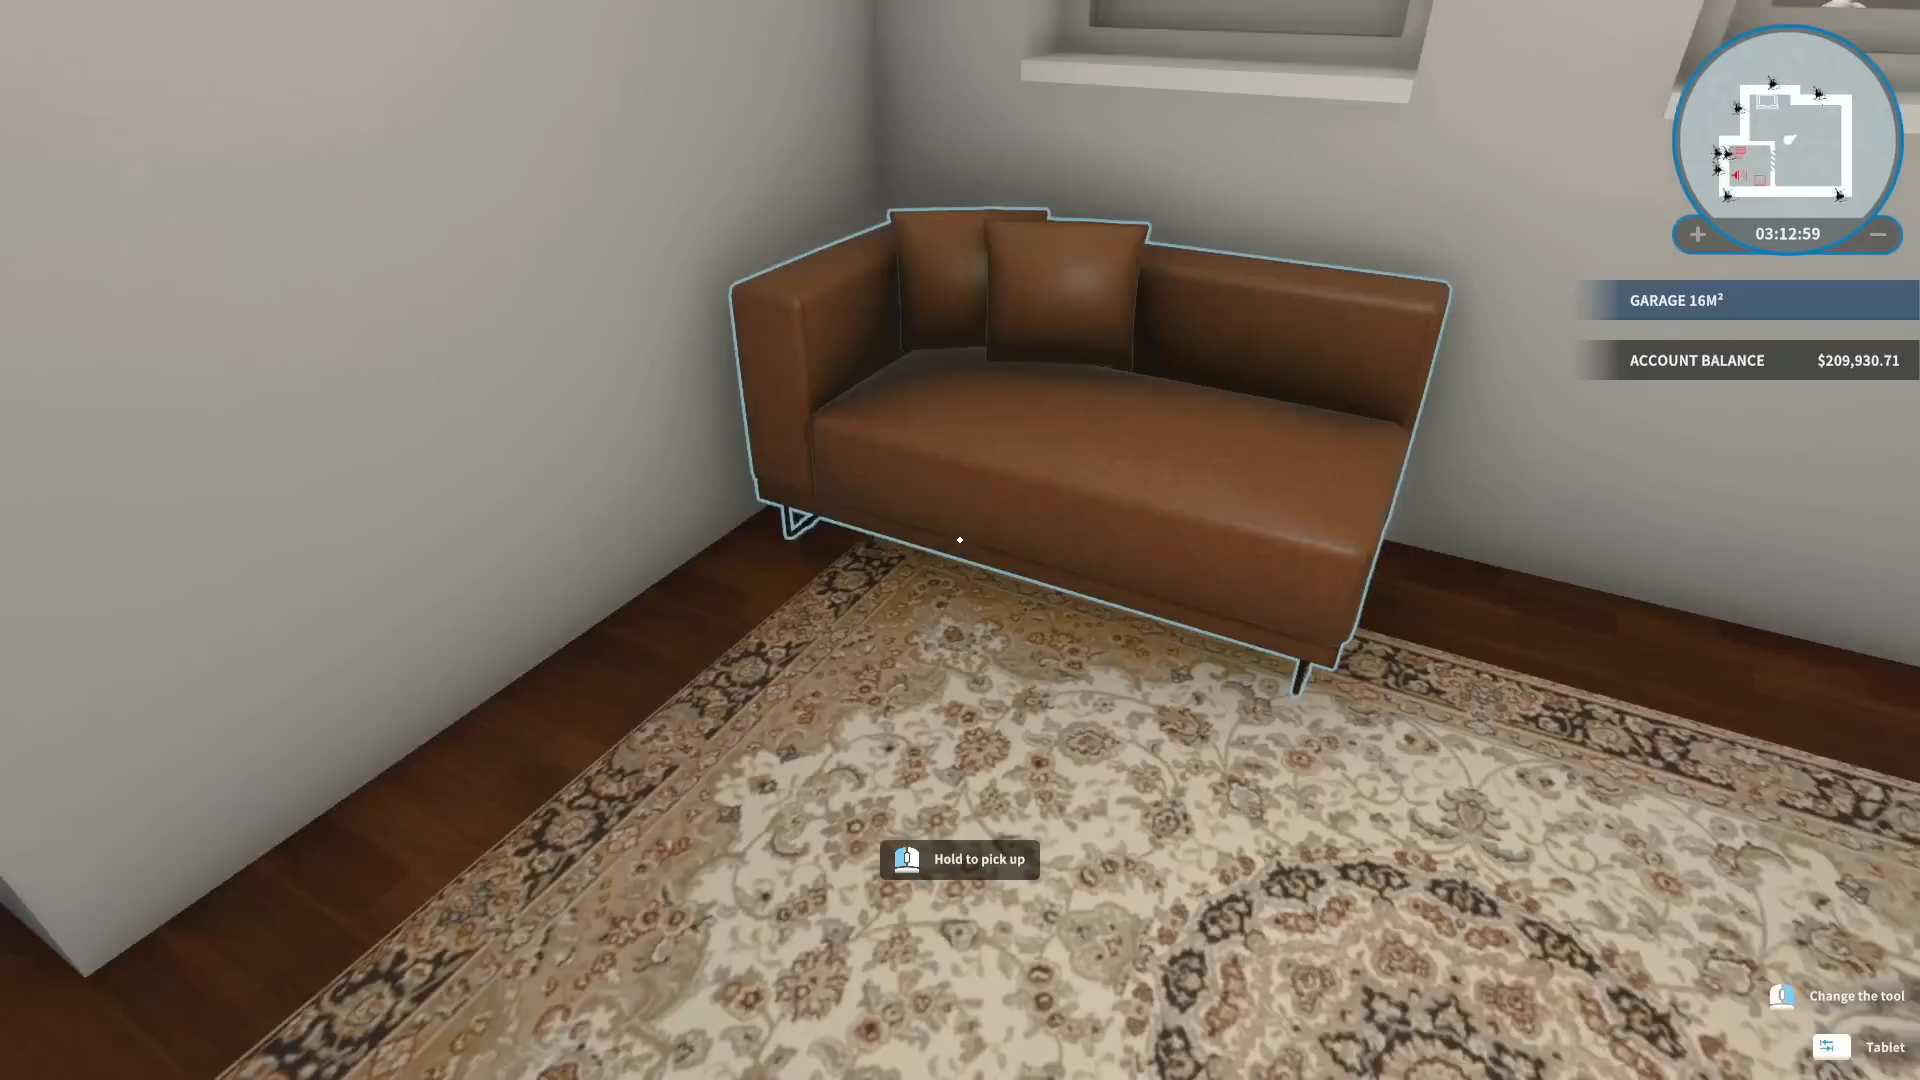 03:12:59
GARAGE 16M²
ACCOUNT BALANCE $209,930.71
Hold to pick up
Change the tool
Tablet